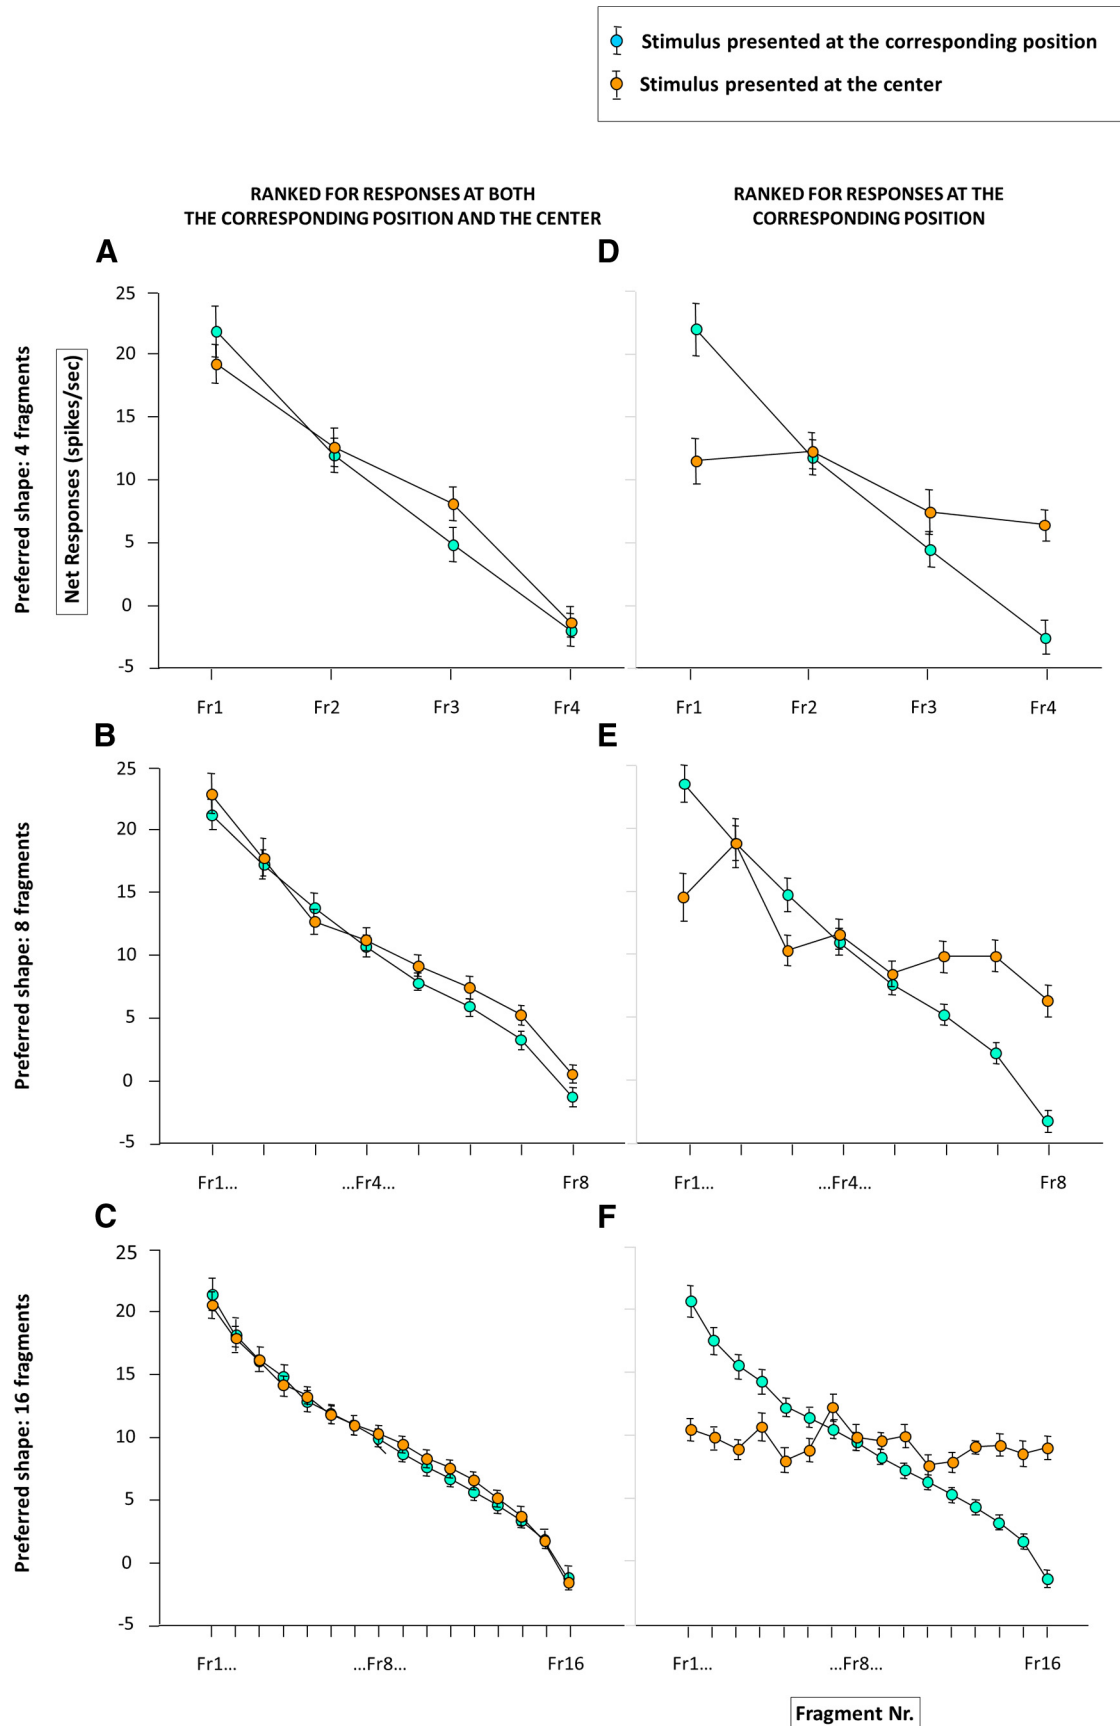 Stimulus presented at the corresponding position
Stimulus presented at the center
RANKED FOR RESPONSES AT BOTH
THE CORRESPONDING POSITION AND THE CENTER
RANKED FOR RESPONSES AT THE
CORRESPONDING POSITION
A
D
Preferred shape: 4 fragments
Net Responses (spikes/sec)
25
20
15
10
5
0
-5
Fr1 Fr2 Fr3 Fr4
Fr1 Fr2 Fr3 Fr4
B
E
Preferred shape: 8 fragments
25
20
15
10
5
0
-5
Fr1... ...Fr4... Fr8
Fr1... ...Fr4... Fr8
C
F
Preferred shape: 16 fragments
25
20
15
10
5
0
-5
Fr1... ...Fr8... Fr16
Fr1... ...Fr8... Fr16
Fragment Nr.